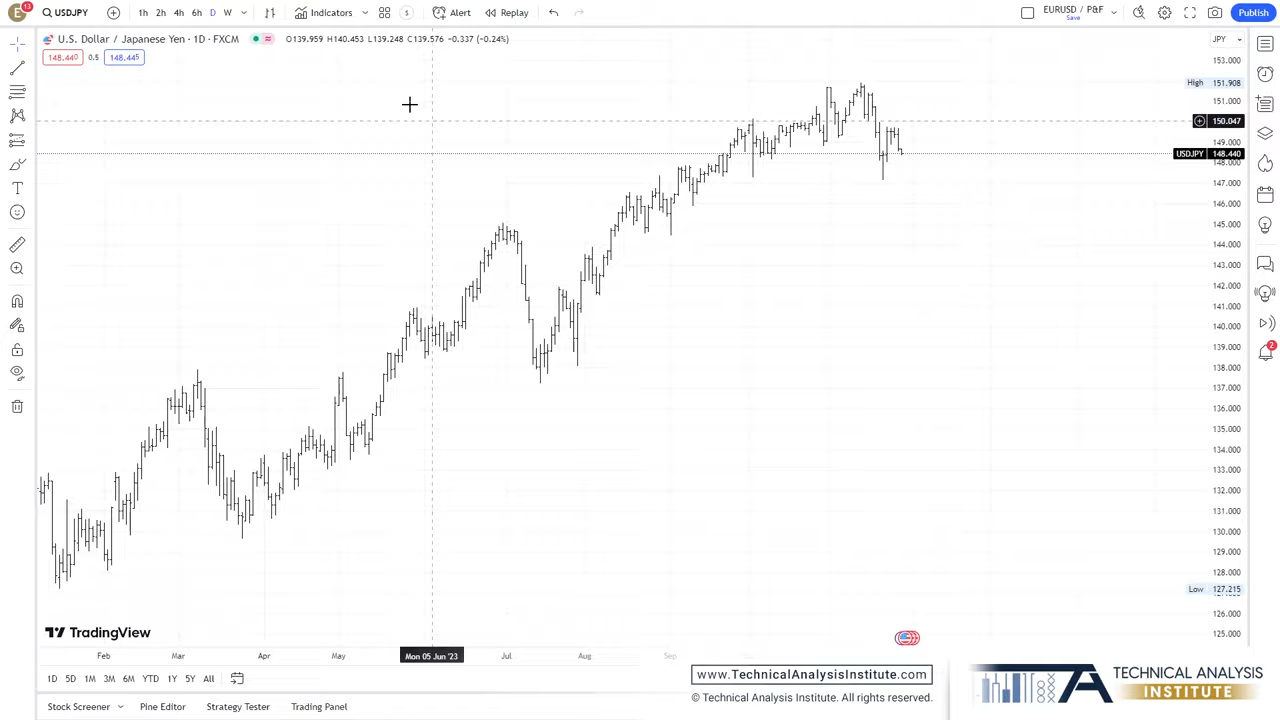 E 13 USDJPY 1h 2h 4h 6h D W Indicators Alert Replay EURUSD / P&F Save Publish
U.S. Dollar / Japanese Yen · 1D · FXCM O139.959 H140.453 L139.248 C139.576 −0.337 (−0.24%) JPY
148.440 0.5 148.445
153.000
High 151.908
151.000
150.047
149.000
USDJPY 148.440
148.000
147.000
146.000
145.000
144.000
143.000
142.000
141.000
140.000
139.000
138.000
137.000
136.000
135.000
134.000
133.000
132.000
131.000
130.000
129.000
128.000
Low 127.215
126.000
125.000
2
TradingView
Feb Mar Apr May Mon 05 Jun '23 Jul Aug Sep
1D 5D 1M 3M 6M YTD 1Y 5Y All
Stock Screener Pine Editor Strategy Tester Trading Panel
www.TechnicalAnalysisInstitute.com
© Technical Analysis Institute. All rights reserved.
TA
TECHNICAL ANALYSIS
INSTITUTE